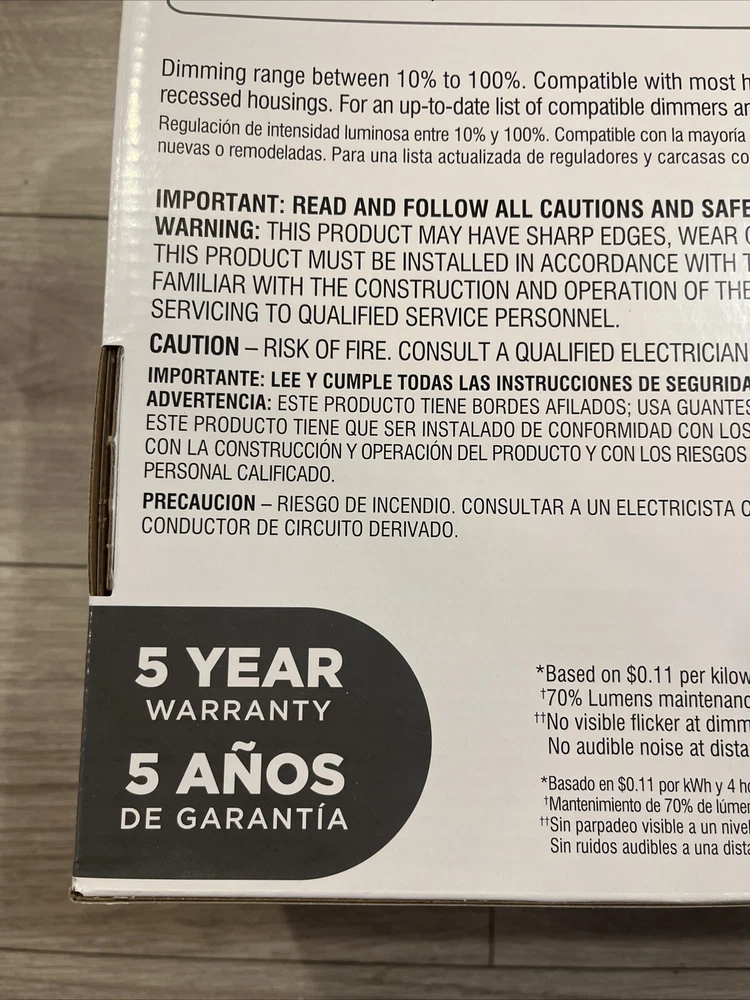 Dimming range between 10% to 100%. Compatible with most
recessed housings. For an up-to-date list of compatible dimmers
Regulación de intensidad luminosa entre 10% y 100%. Compatible con la mayoría
nuevas o remodeladas. Para una lista actualizada de reguladores y carcasas
IMPORTANT: READ AND FOLLOW ALL CAUTIONS AND
WARNING: THIS PRODUCT MAY HAVE SHARP EDGES, WEAR
THIS PRODUCT MUST BE INSTALLED IN ACCORDANCE WITH
FAMILIAR WITH THE CONSTRUCTION AND OPERATION OF THE
SERVICING TO QUALIFIED SERVICE PERSONNEL.
CAUTION – RISK OF FIRE. CONSULT A QUALIFIED ELECTRICIAN
IMPORTANTE: LEE Y CUMPLE TODAS LAS INSTRUCCIONES DE
ADVERTENCIA: ESTE PRODUCTO TIENE BORDES AFILADOS; USA GUANTES
ESTE PRODUCTO TIENE QUE SER INSTALADO DE CONFORMIDAD CON LOS
CON LA CONSTRUCCIÓN Y OPERACIÓN DEL PRODUCTO Y CON LOS RIESGOS
PERSONAL CALIFICADO.
PRECAUCION – RIESGO DE INCENDIO. CONSULTAR A UN ELECTRICISTA
CONDUCTOR DE CIRCUITO DERIVADO.
5 YEAR
WARRANTY
5 AÑOS
DE GARANTÍA
*Based on $0.11 per
†70% Lumens
††No visible flicker at
No audible noise at
*Basado en $0.11 por kWh y 4
†Mantenimiento de 70% de
††Sin parpadeo visible a un
Sin ruidos audibles a una